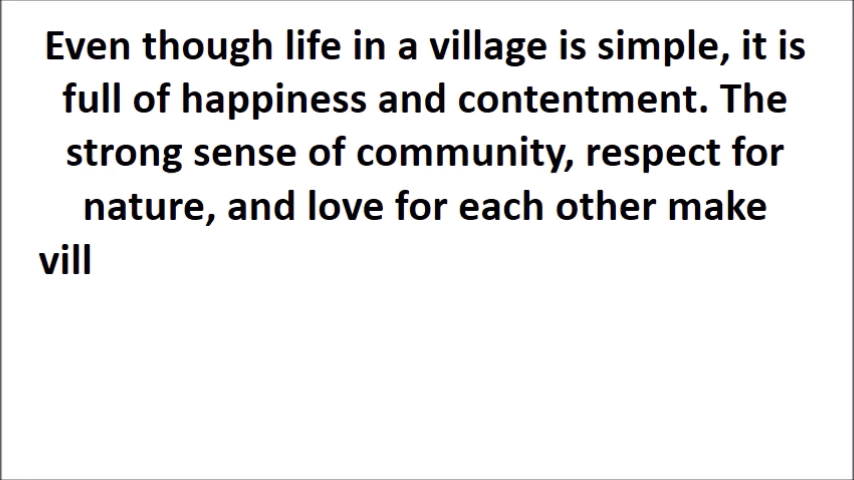 Even though life in a village is simple, it is
full of happiness and contentment. The
strong sense of community, respect for
nature, and love for each other make
vill